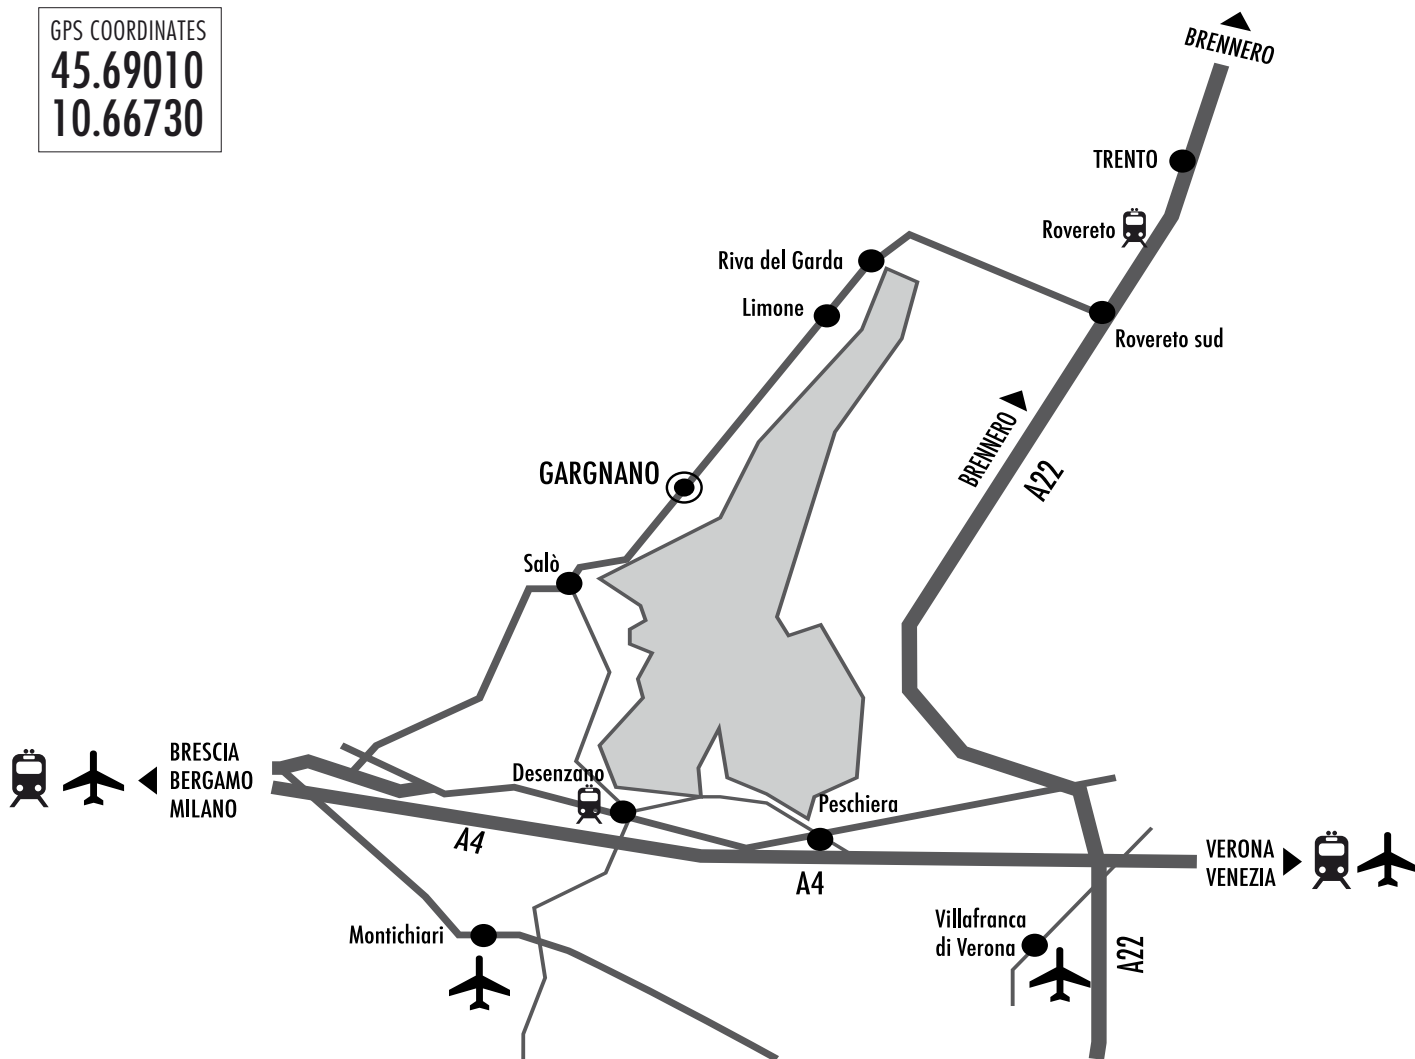 GPS COORDINATES
45.69010
10.66730
BRENNERO
TRENTO
Rovereto
Riva del Garda
Limone
Rovereto sud
BRENNERO
A22
GARGNANO
Salò
BRESCIA
BERGAMO
MILANO
Desenzano
Peschiera
A4
A4
VERONA
VENEZIA
Montichiari
Villafranca
di Verona
A22